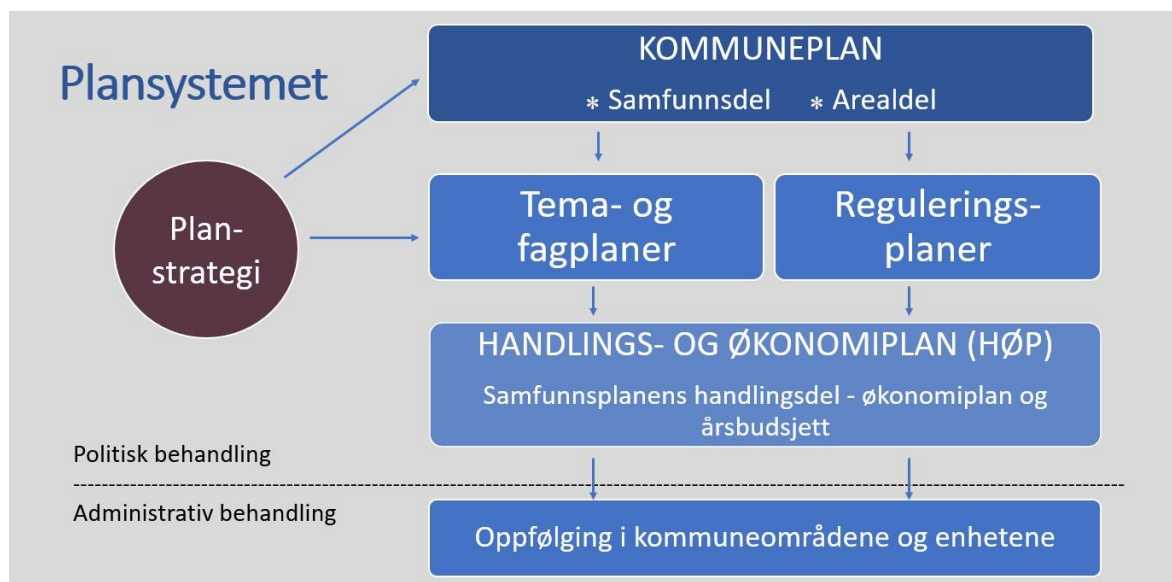 Plansystemet
KOMMUNEPLAN
* Samfunnsdel * Arealdel
Plan-
strategi
Tema- og
fagplaner
Regulerings-
planer
HANDLINGS- OG ØKONOMIPLAN (HØP)
Samfunnsplanens handlingsdel - økonomiplan og
årsbudsjett
Politisk behandling
Administrativ behandling
Oppfølging i kommuneområdene og enhetene